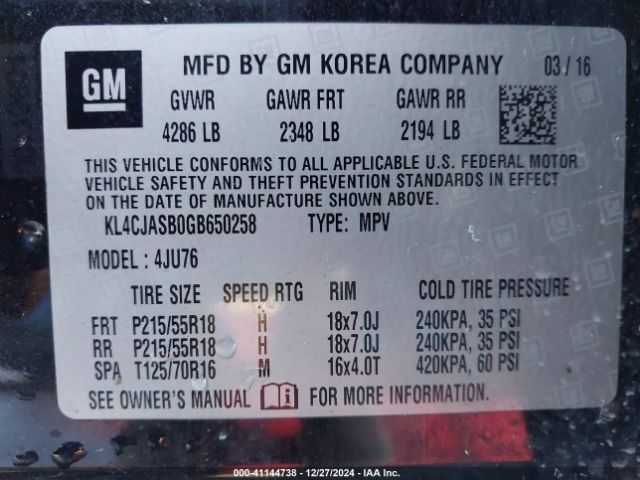 GM
MFD BY GM KOREA COMPANY 03/16
GVWR GAWR FRT GAWR RR
4286 LB 2348 LB 2194 LB
THIS VEHICLE CONFORMS TO ALL APPLICABLE U.S. FEDERAL MOTOR
VEHICLE SAFETY AND THEFT PREVENTION STANDARDS IN EFFECT
ON THE DATE OF MANUFACTURE SHOWN ABOVE.
KL4CJASB0GB650258 TYPE: MPV
MODEL : 4JU76
TIRE SIZE SPEED RTG RIM COLD TIRE PRESSURE
FRT P215/55R18 H 18x7.0J 240KPA, 35 PSI
RR P215/55R18 H 18x7.0J 240KPA, 35 PSI
SPA T125/70R16 M 16x4.0T 420KPA, 60 PSI
SEE OWNER'S MANUAL i FOR MORE INFORMATION.
000-41144738 - 12/27/2024 - IAA Inc.